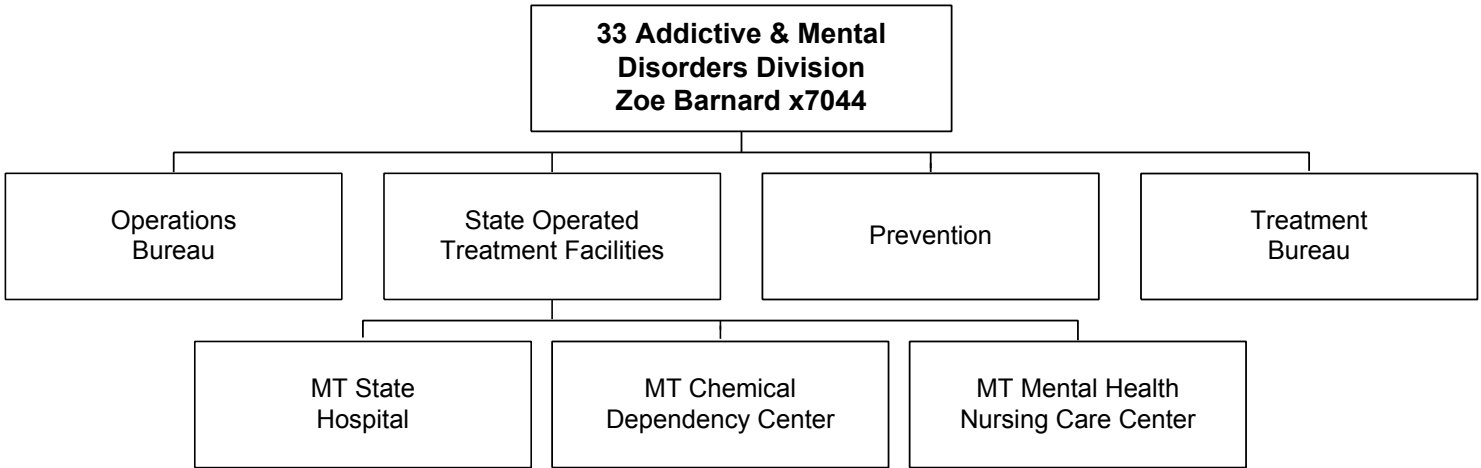 33 Addictive & Mental
Disorders Division
Zoe Barnard x7044
Operations
Bureau
State Operated
Treatment Facilities
Prevention
Treatment
Bureau
MT State
Hospital
MT Chemical
Dependency Center
MT Mental Health
Nursing Care Center